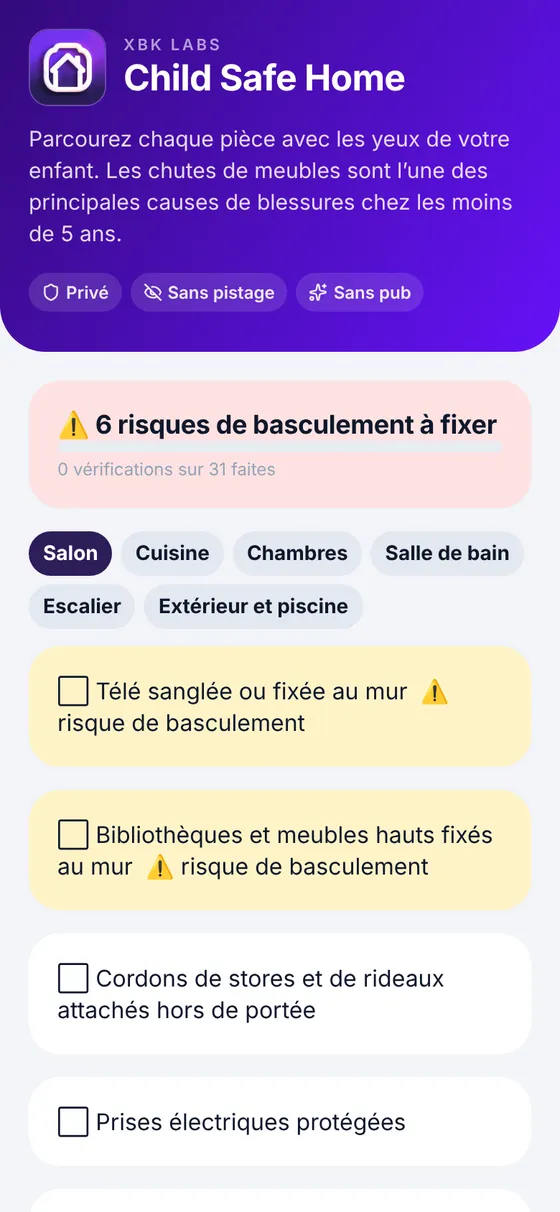 XBK LABS
Child Safe Home
Parcourez chaque pièce avec les yeux de votre
enfant. Les chutes de meubles sont l’une des
principales causes de blessures chez les moins
de 5 ans.
Privé
Sans pistage
Sans pub
⚠️ 6 risques de basculement à fixer
0 vérifications sur 31 faites
Salon
Cuisine
Chambres
Salle de bain
Escalier
Extérieur et piscine
Télé sanglée ou fixée au mur ⚠️
risque de basculement
Bibliothèques et meubles hauts fixés
au mur ⚠️ risque de basculement
Cordons de stores et de rideaux
attachés hors de portée
Prises électriques protégées